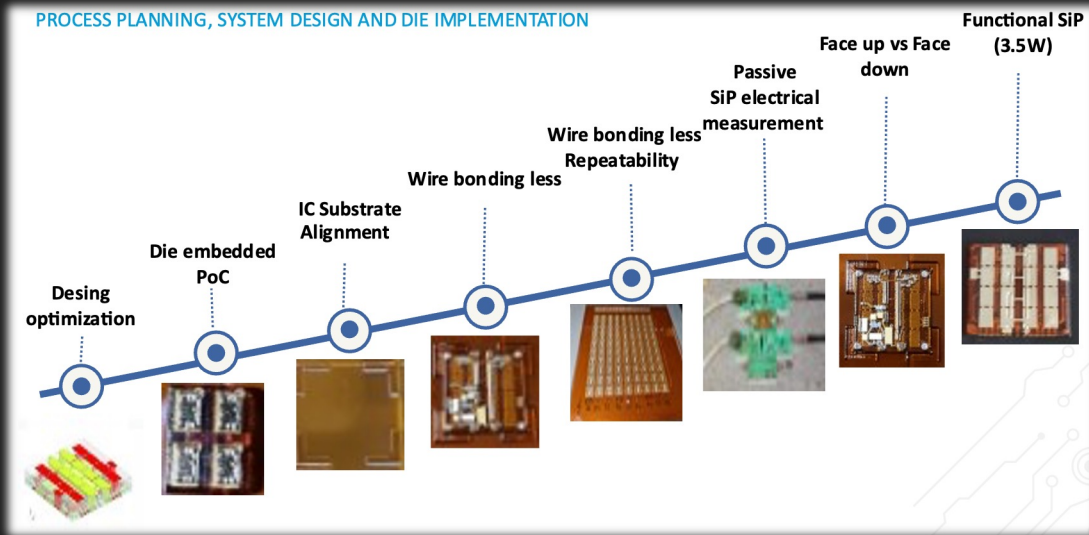 PROCESS PLANNING, SYSTEM DESIGN AND DIE IMPLEMENTATION
Desing
optimization
Die embedded
PoC
IC Substrate
Alignment
Wire bonding less
Wire bonding less
Repeatability
Passive
SiP electrical
measurement
Face up vs Face
down
Functional SiP
(3.5W)